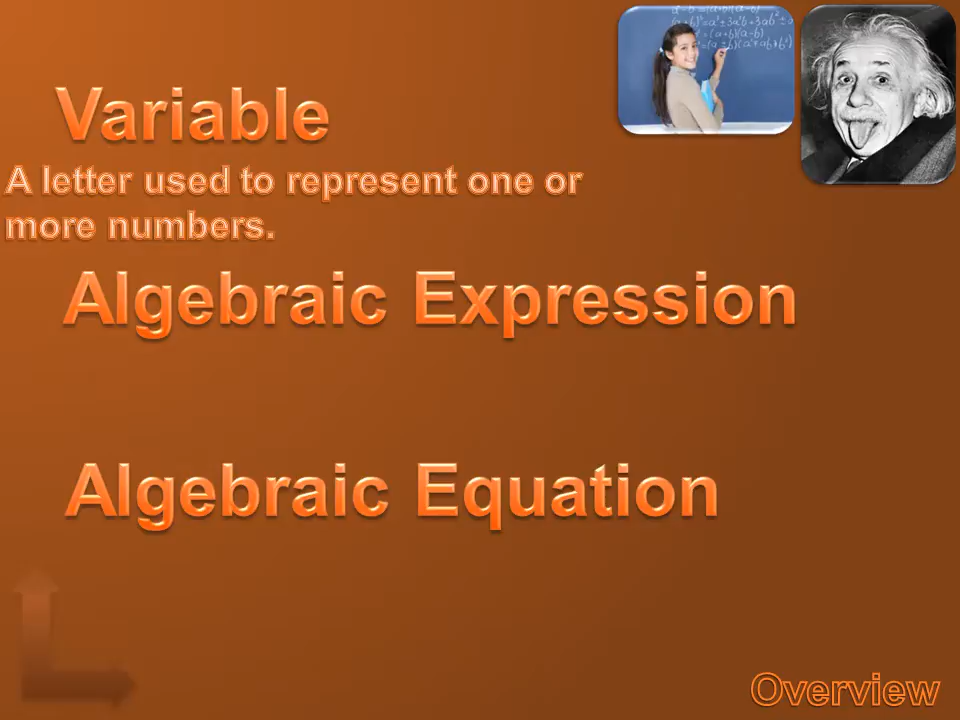 Variable
A letter used to represent one or
more numbers.
Algebraic Expression
Algebraic Equation
Overview